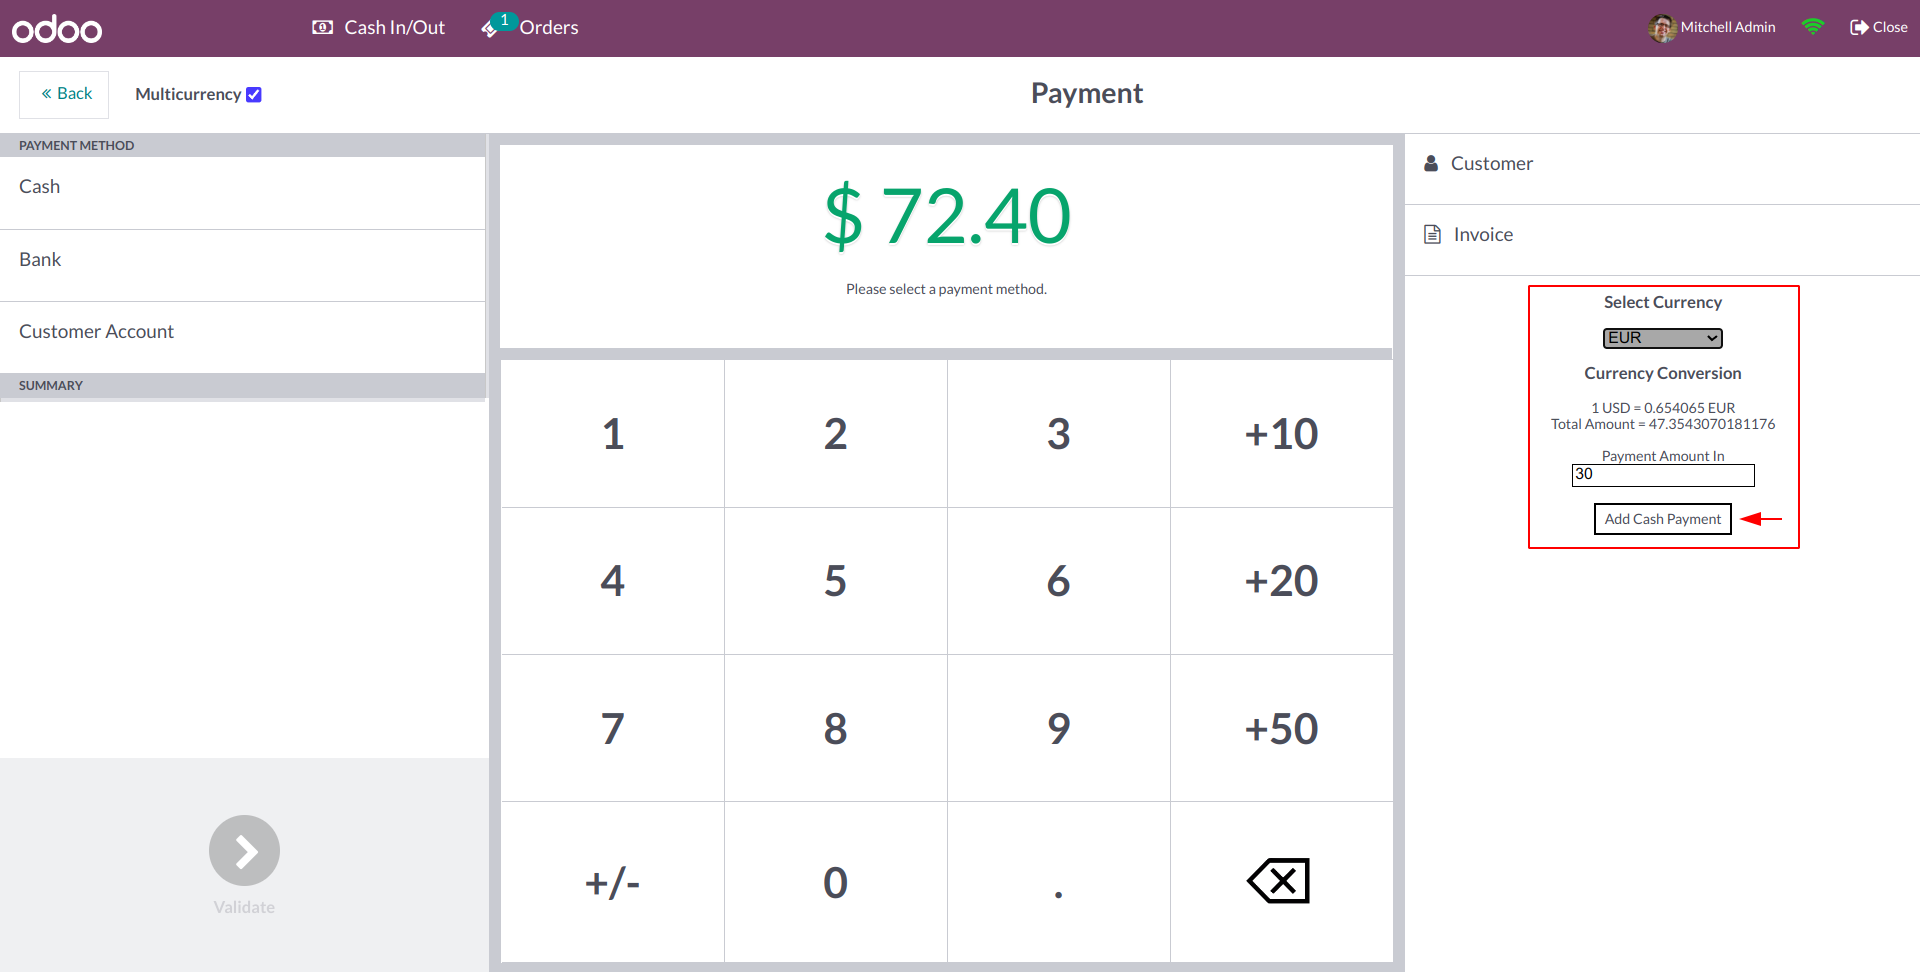 odoo
Cash In/Out
1
Orders
Mitchell Admin
Close
« Back
Multicurrency
Payment
PAYMENT METHOD
Cash
Bank
Customer Account
SUMMARY
Validate
$ 72.40
Please select a payment method.
1 2 3 +10
4 5 6 +20
7 8 9 +50
+/- 0 .
Customer
Invoice
Select Currency
EUR
Currency Conversion
1 USD = 0.654065 EUR
Total Amount = 47.3543070181176
Payment Amount In
30
Add Cash Payment